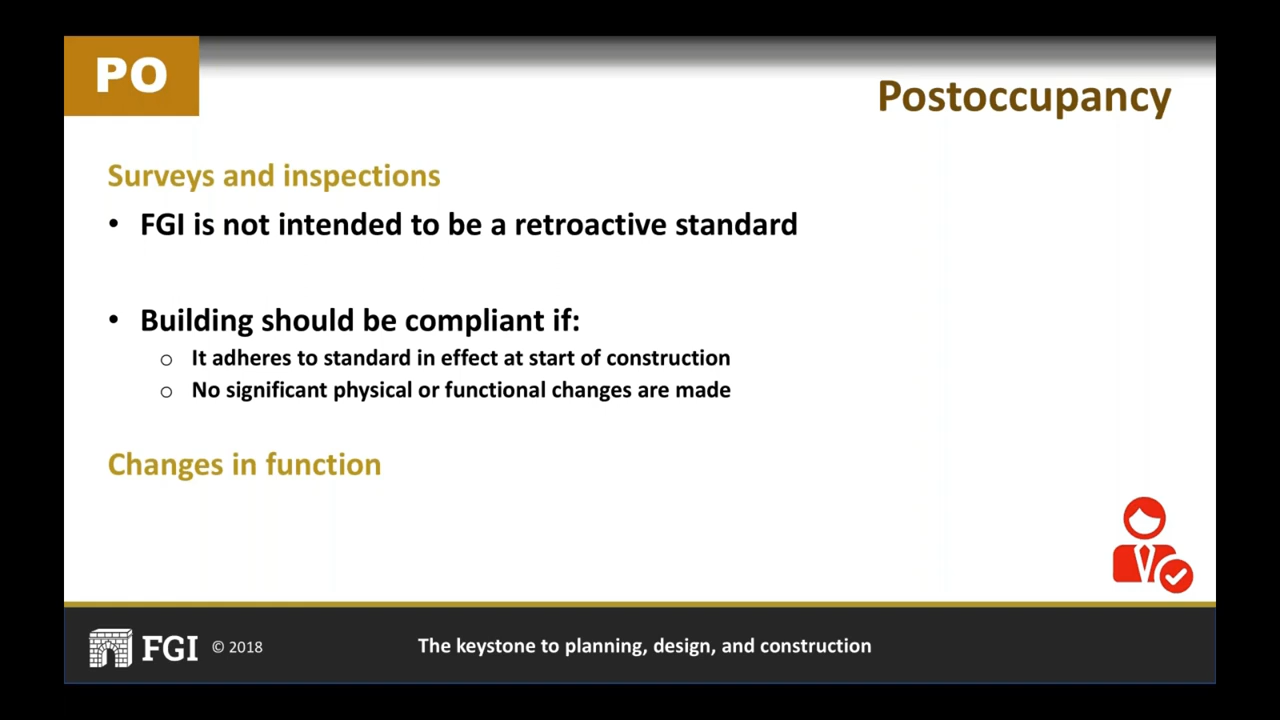 PO
Postoccupancy
Surveys and inspections
• FGI is not intended to be a retroactive standard
• Building should be compliant if:
o It adheres to standard in effect at start of construction
o No significant physical or functional changes are made
Changes in function
FGI © 2018
The keystone to planning, design, and construction